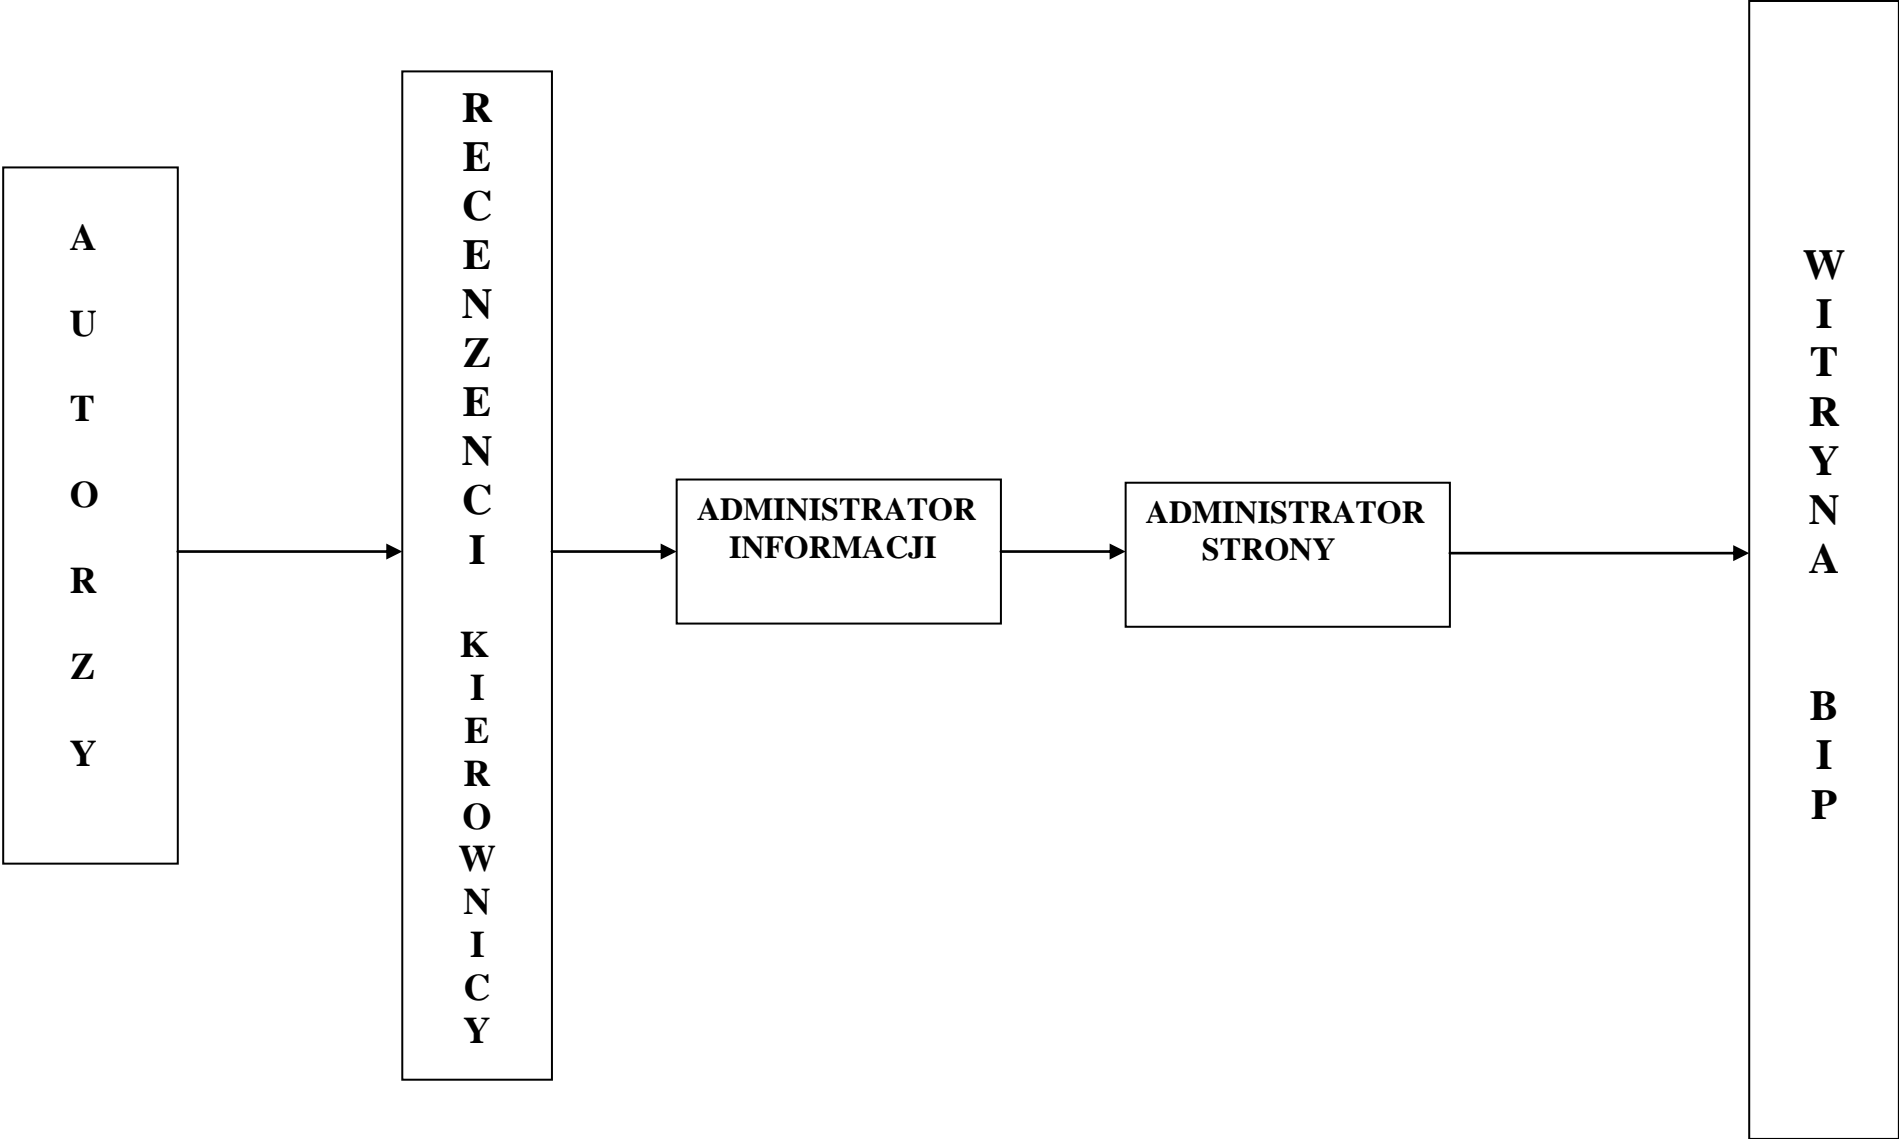 AUTORZY
RECENZENCI KIEROWNICY
ADMINISTRATOR
INFORMACJI
ADMINISTRATOR
STRONY
WITRYNA BIP